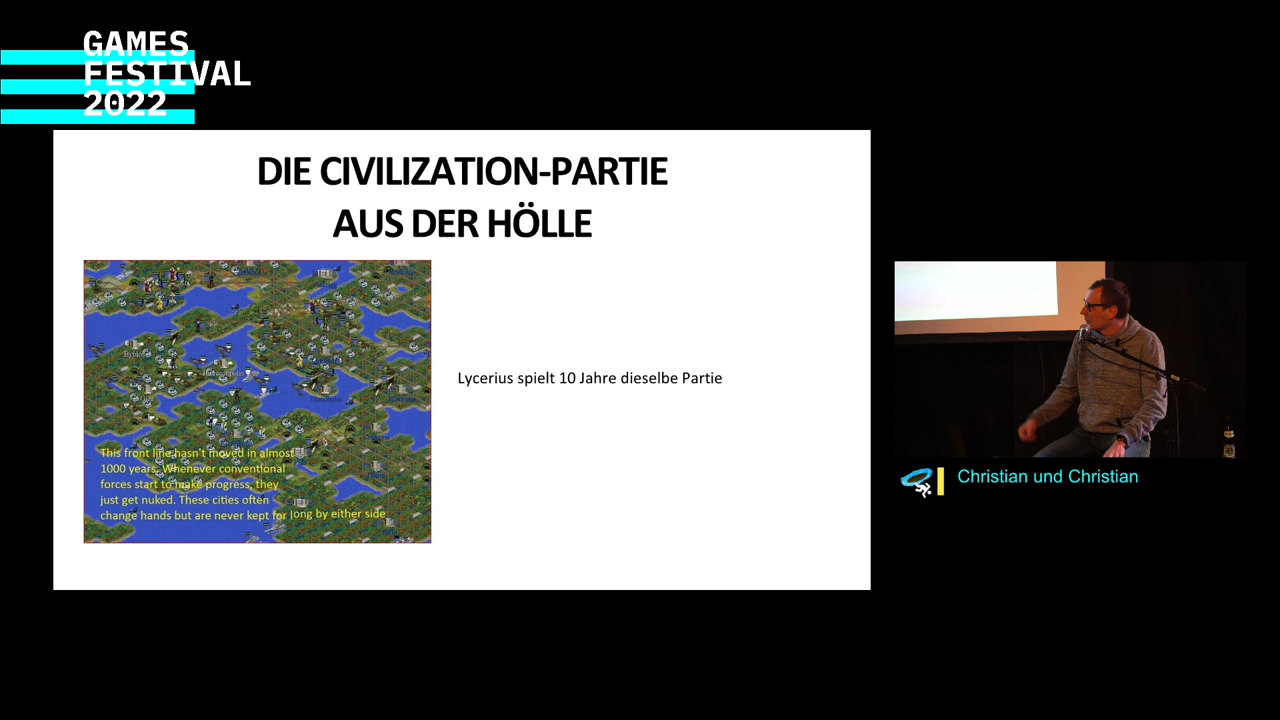 GAMES
FESTIVAL
2022
DIE CIVILIZATION-PARTIE
AUS DER HÖLLE
Lycerius spielt 10 Jahre dieselbe Partie
This front line hasn't moved in almost
1000 years. Whenever conventional
forces start to make progress, they
just get nuked. These cities often
change hands but are never kept for long by either side
Christian und Christian